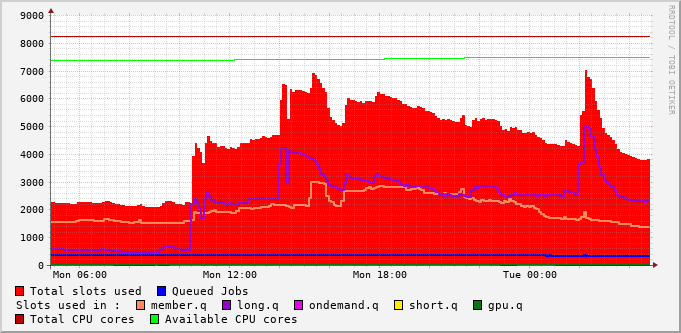 9000
8000
7000
6000
5000
4000
3000
2000
1000
0
Mon 06:00 Mon 12:00 Mon 18:00 Tue 00:00
RRDTOOL / TOBI OETIKER
Total slots used Queued Jobs
Slots used in : member.q long.q ondemand.q short.q gpu.q
Total CPU cores Available CPU cores